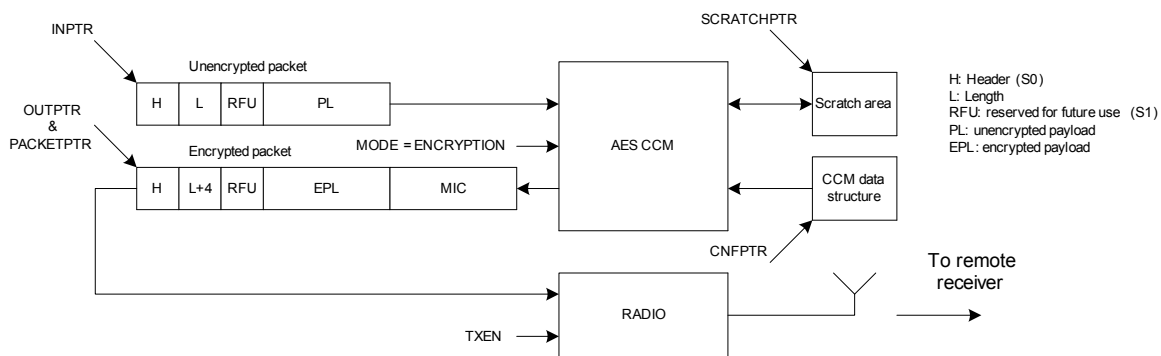 SCRATCHPTR
INPTR
Unencrypted packet
H L RFU PL
Scratch area
H: Header (S0)
L: Length
RFU: reserved for future use (S1)
PL: unencrypted payload
EPL: encrypted payload
OUTPTR
&
PACKETPTR
MODE = ENCRYPTION
AES CCM
Encrypted packet
H L+4 RFU EPL MIC
CCM data
structure
CNFPTR
To remote
receiver
RADIO
TXEN